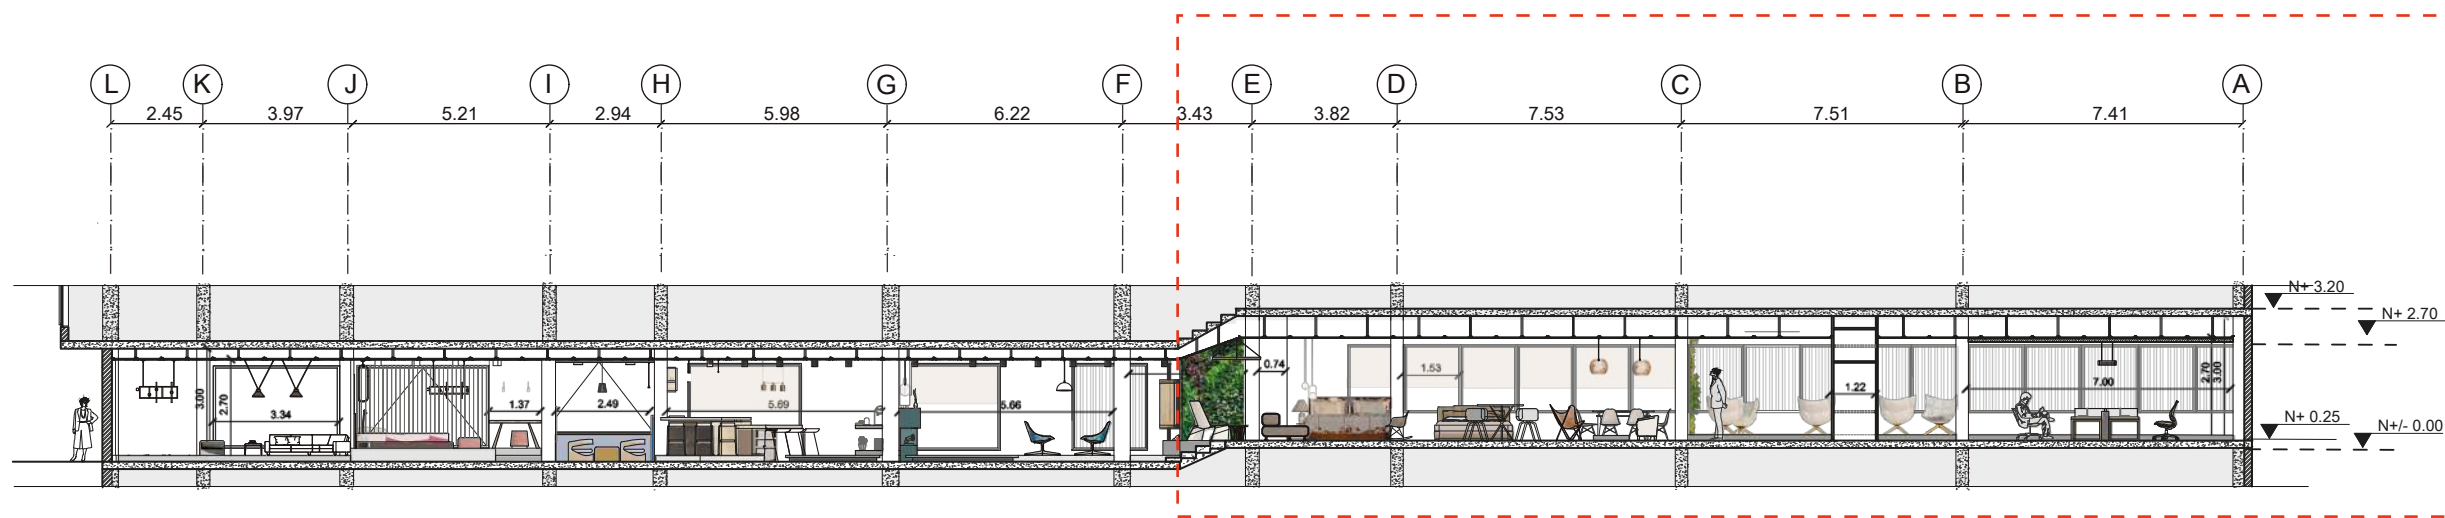 L K J I H G F E D C B A
2.45 3.97 5.21 2.94 5.98 6.22 3.43 3.82 7.53 7.51 7.41
N+ 3.20
N+ 2.70
3.00 2.70 3.34 1.37 2.49 5.69 5.66 0.74 1.53 1.22 7.00 2.70 3.00
N+ 0.25
N+/- 0.00